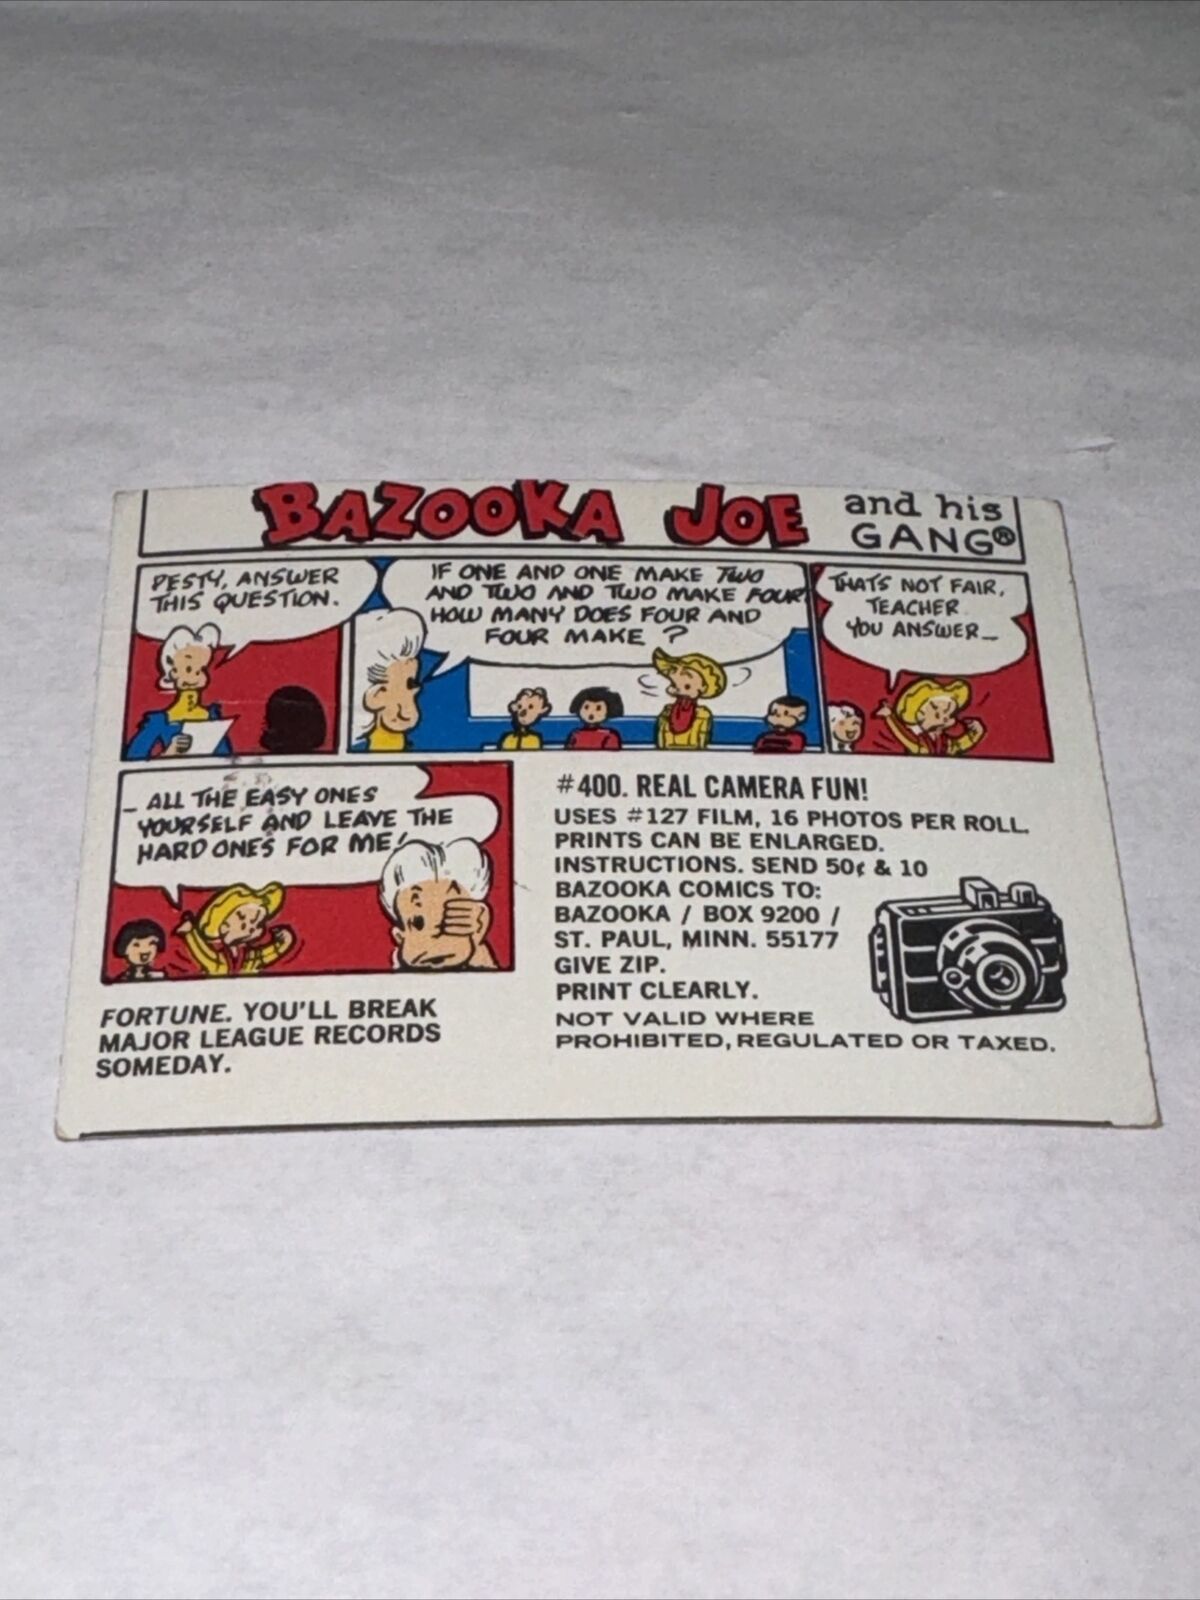 BAZOOKA JOE and his
GANG®
PESTY, ANSWER
THIS QUESTION.
IF ONE AND ONE MAKE TWO
AND TWO AND TWO MAKE FOUR
HOW MANY DOES FOUR AND
FOUR MAKE ?
THATS NOT FAIR,
TEACHER
YOU ANSWER_
_ ALL THE EASY ONES
YOURSELF AND LEAVE THE
HARD ONES FOR ME!
FORTUNE. YOU'LL BREAK
MAJOR LEAGUE RECORDS
SOMEDAY.
#400. REAL CAMERA FUN!
USES #127 FILM, 16 PHOTOS PER ROLL.
PRINTS CAN BE ENLARGED.
INSTRUCTIONS. SEND 50¢ & 10
BAZOOKA COMICS TO:
BAZOOKA / BOX 9200 /
ST. PAUL, MINN. 55177
GIVE ZIP.
PRINT CLEARLY.
NOT VALID WHERE
PROHIBITED, REGULATED OR TAXED.